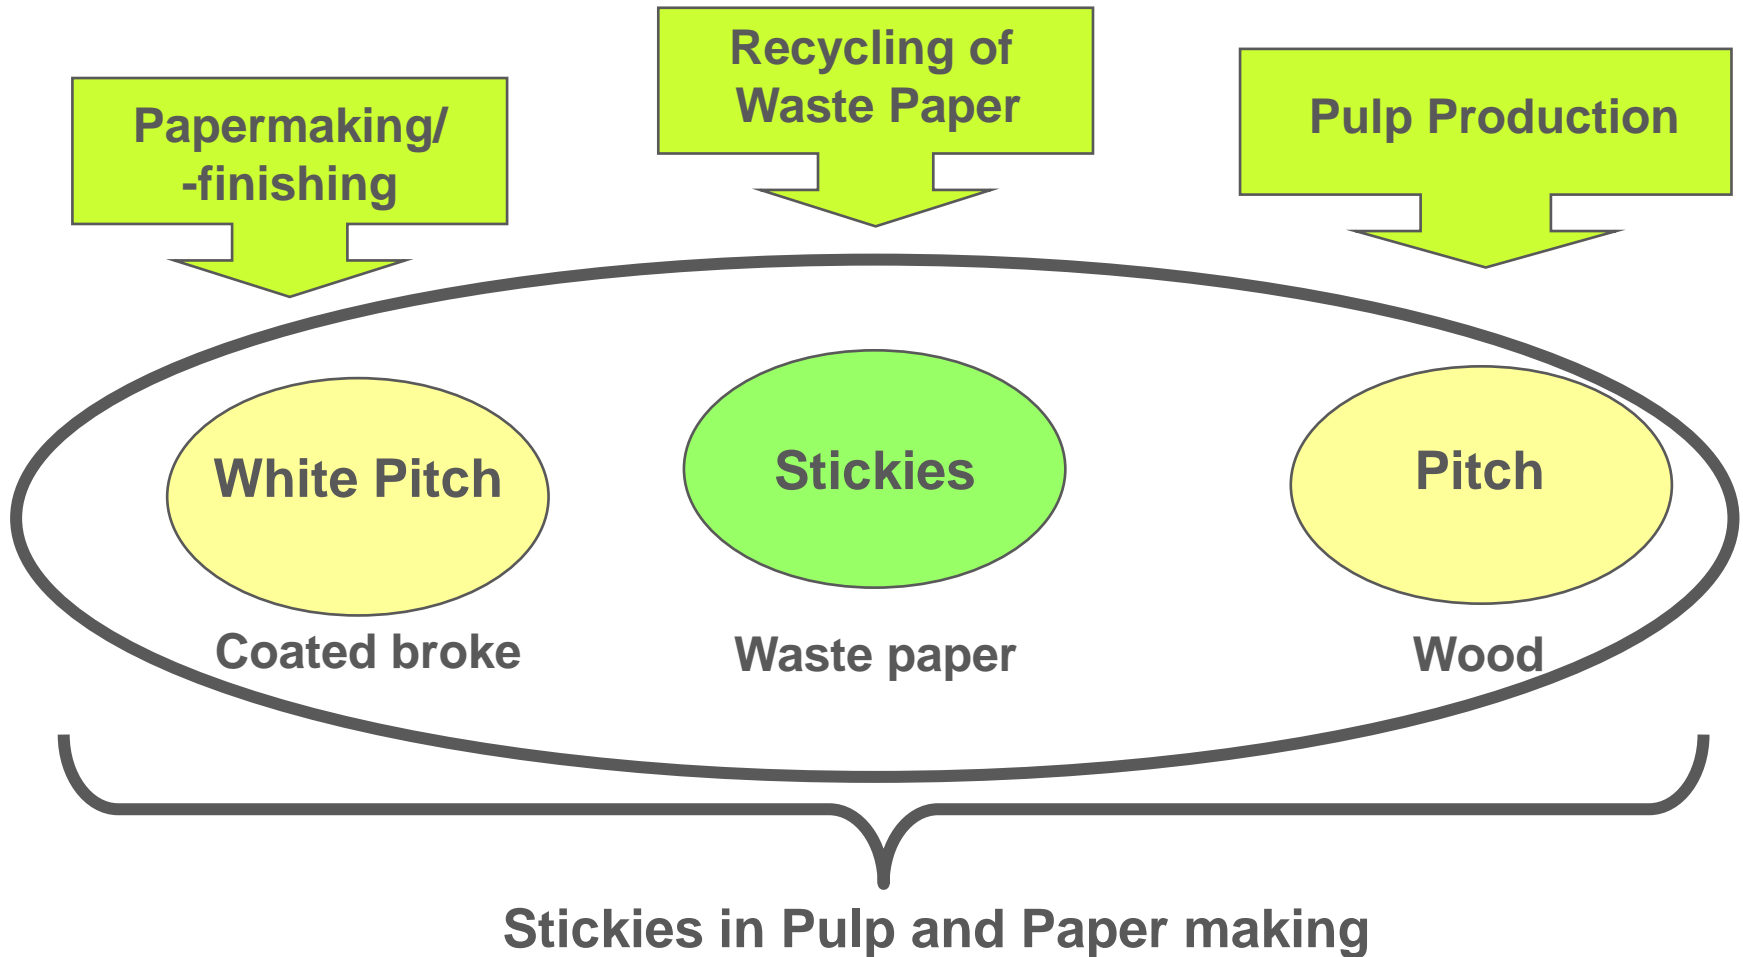 Papermaking/
-finishing
Recycling of
Waste Paper
Pulp Production
White Pitch
Stickies
Pitch
Coated broke
Waste paper
Wood
Stickies in Pulp and Paper making